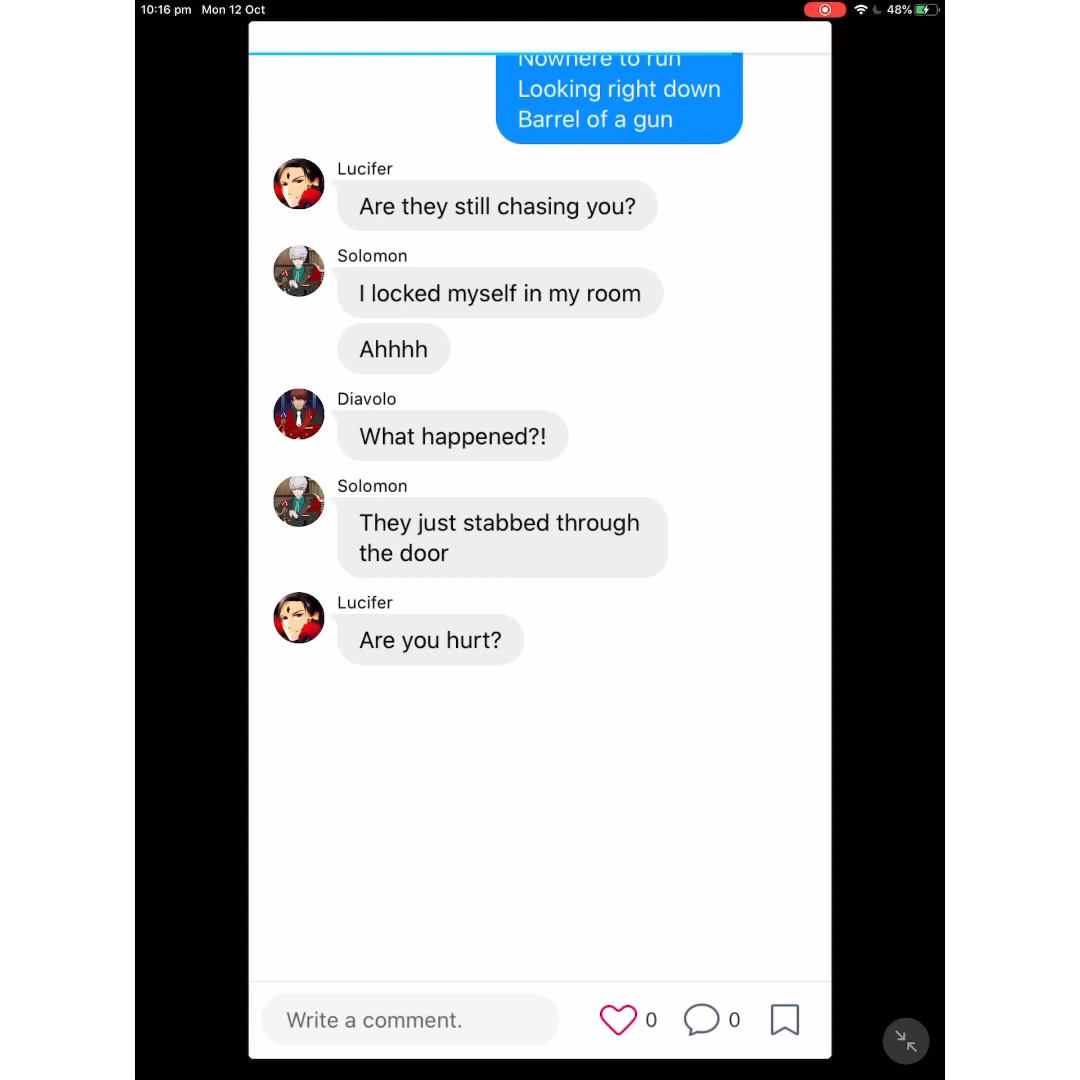 10:16 pm Mon 12 Oct 48%
Nowhere to run
Looking right down
Barrel of a gun
Lucifer
Are they still chasing you?
Solomon
I locked myself in my room
Ahhhh
Diavolo
What happened?!
Solomon
They just stabbed through
the door
Lucifer
Are you hurt?
Write a comment. 0 0